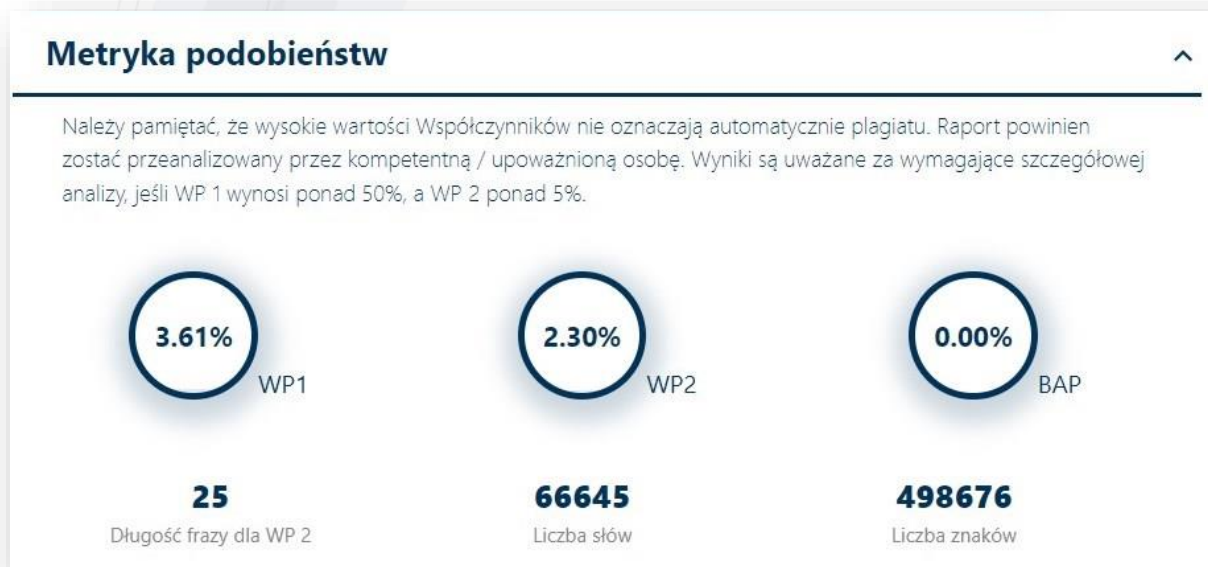 Metryka podobieństw
Należy pamiętać, że wysokie wartości Współczynników nie oznaczają automatycznie plagiatu. Raport powinien
zostać przeanalizowany przez kompetentną / upoważnioną osobę. Wyniki są uważane za wymagające szczegółowej
analizy, jeśli WP 1 wynosi ponad 50%, a WP 2 ponad 5%.
3.61%
WP1
2.30%
WP2
0.00%
BAP
25
Długość frazy dla WP 2
66645
Liczba słów
498676
Liczba znaków